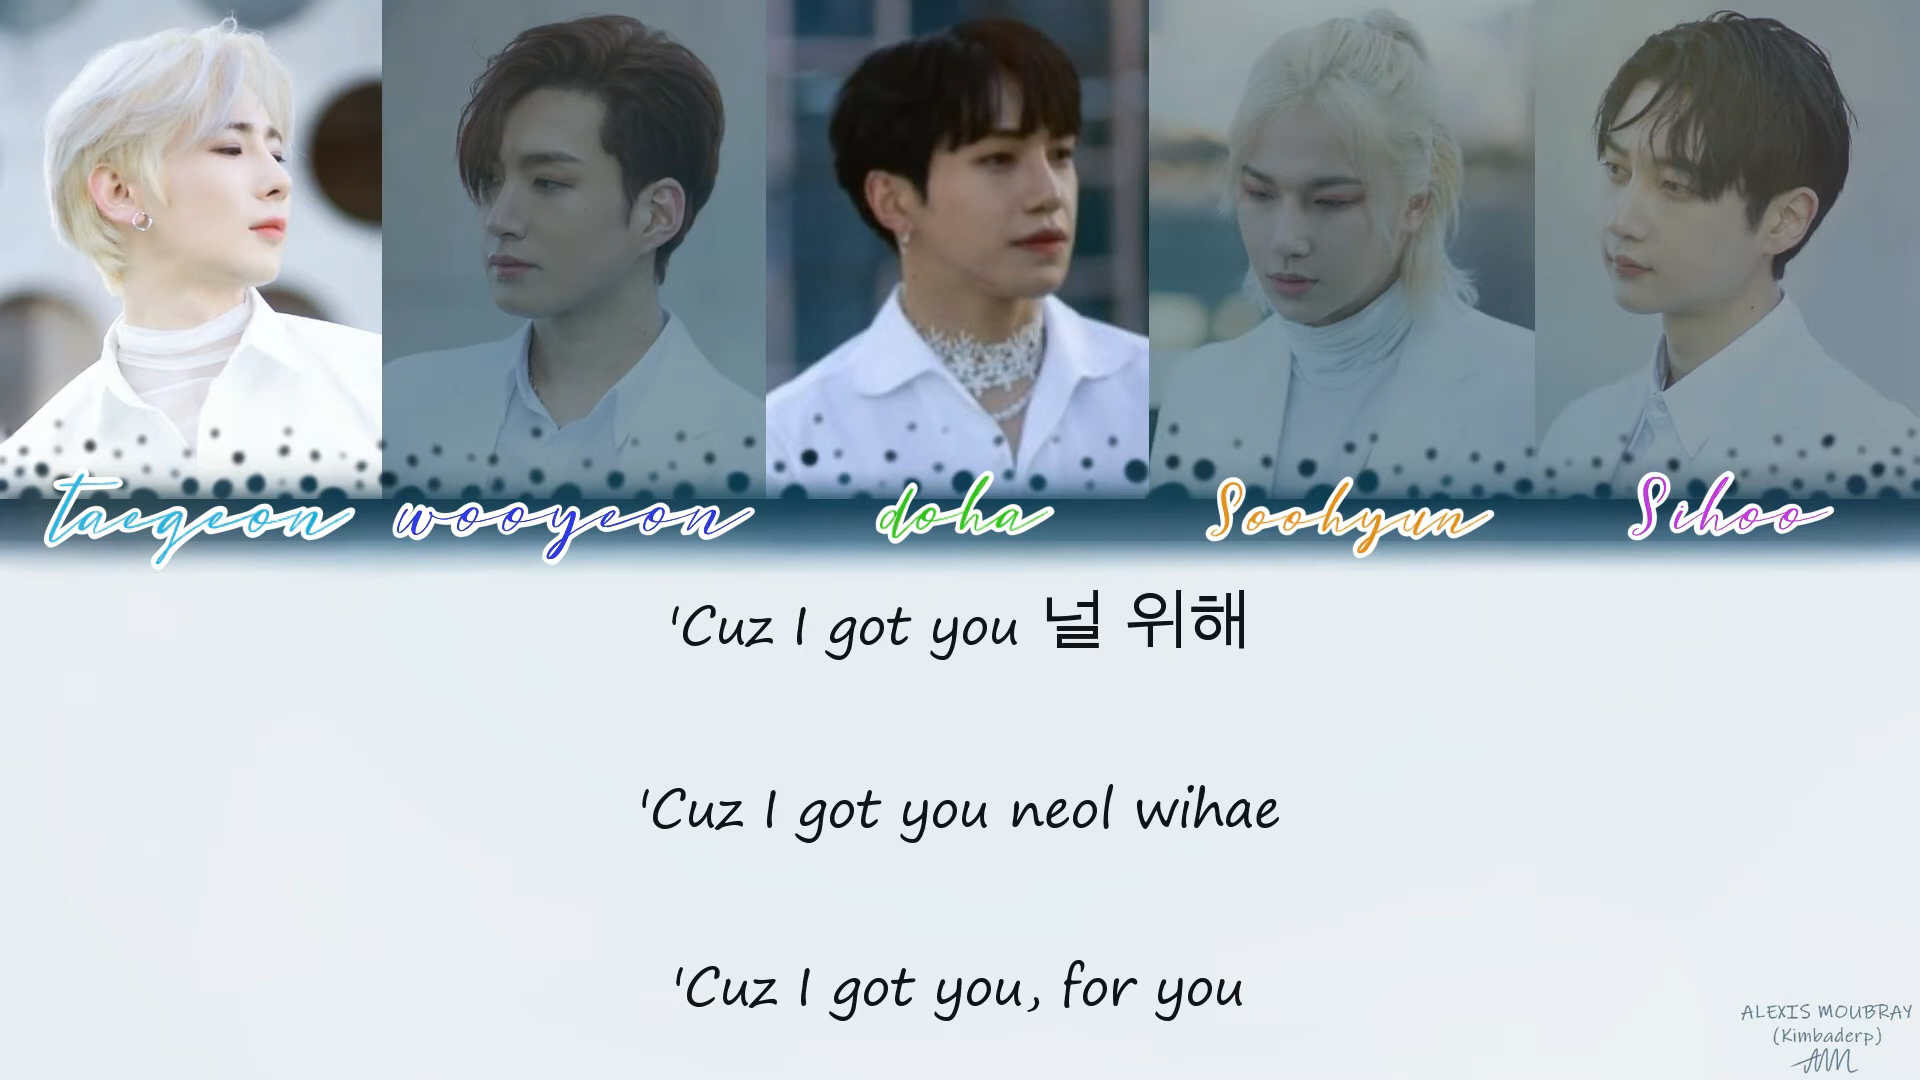 taegeon wooyeon doha Soohyun Sihoo
'Cuz I got you 널 위해
'Cuz I got you neol wihae
'Cuz I got you, for you
ALEXIS MOUBRAY
(Kimbaderp)
AM